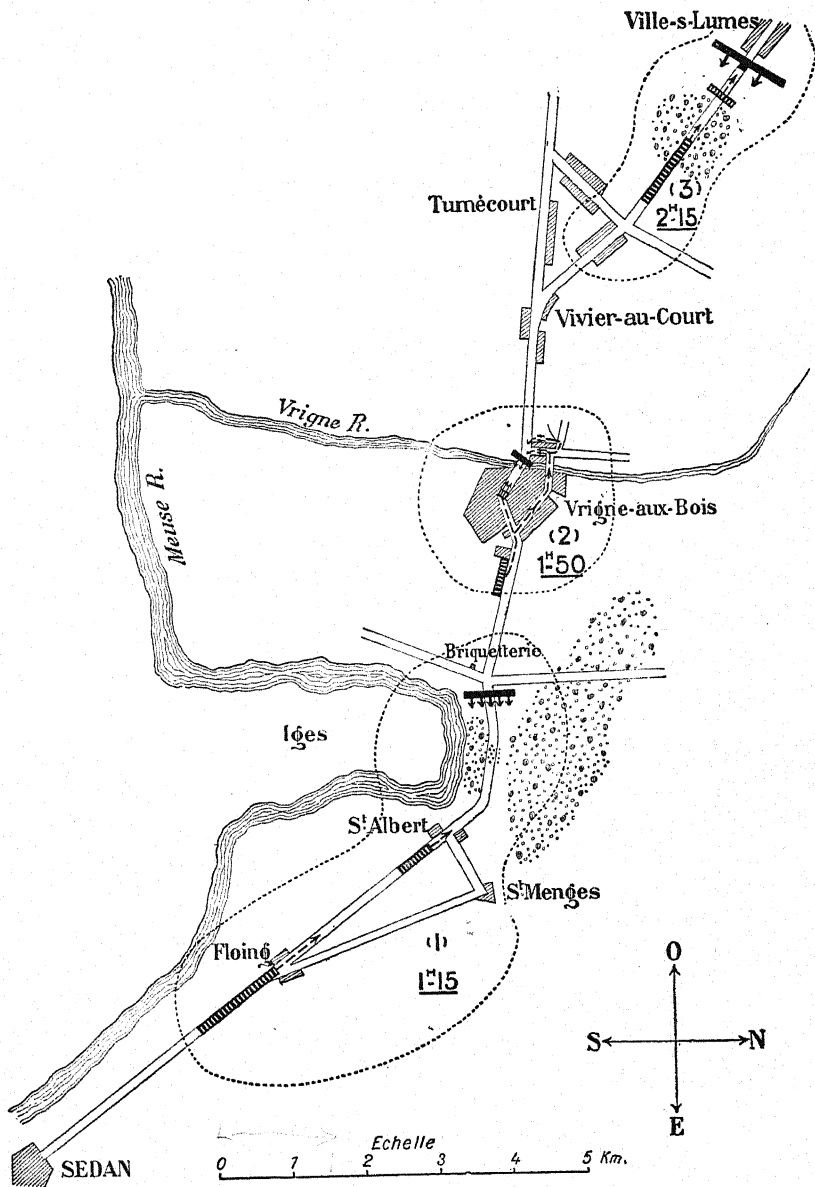 Ville-s-Lumes
(3)
2ᴴ15
Tumécourt
Vivier-au-Court
Vrigne R.
Meuse R.
Vrigne-aux-Bois
(2)
1ᴴ50
Briquetterie
Iges
Sᵗ Albert
Sᵗ Menges
Floing
(1)
1ᴴ15
O
S
N
E
Echelle
0 1 2 3 4 5 Km.
SEDAN